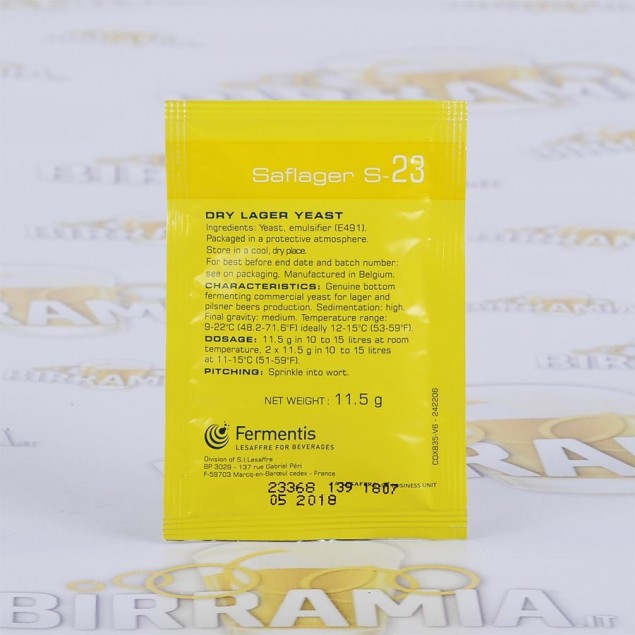 Saflager S-23
DRY LAGER YEAST
Ingredients: Yeast, emulsifier (E491).
Packaged in a protective atmosphere.
Store in a cool, dry place.
For best before end date and batch number:
see on packaging. Manufactured in Belgium.
CHARACTERISTICS: Genuine bottom
fermenting commercial yeast for lager and
pilsner beers production. Sedimentation: high.
Final gravity: medium. Temperature range:
9-22°C (48.2-71.6°F) ideally 12-15°C (53-59°F).
DOSAGE: 11.5 g in 10 to 15 litres at room
temperature, 2 x 11.5 g in 10 to 15 litres
at 11-15°C (51-59°F).
PITCHING: Sprinkle into wort.
NET WEIGHT: 11.5 g
Fermentis
LESAFFRE FOR BEVERAGES
Division of S.I.Lesaffre
BP 3029 - 137 rue Gabriel Péri
F-59703 Marcq-en-Barœul cedex - France
BUSINESS UNIT
23368 139 1807
05 2018
BIRRAMIA.it
BIRRAMIA.it